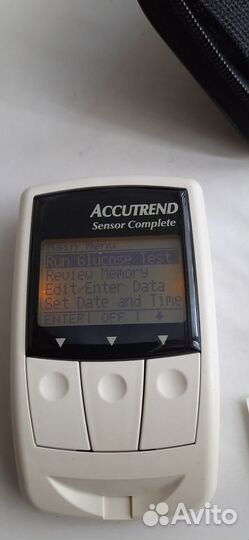 ACCUTREND
Sensor Complete
Main Menu
Run Glucose Test
Review Memory
Edit/Enter Data
Set Date and Time
ENTER| OFF | ↓
Avito